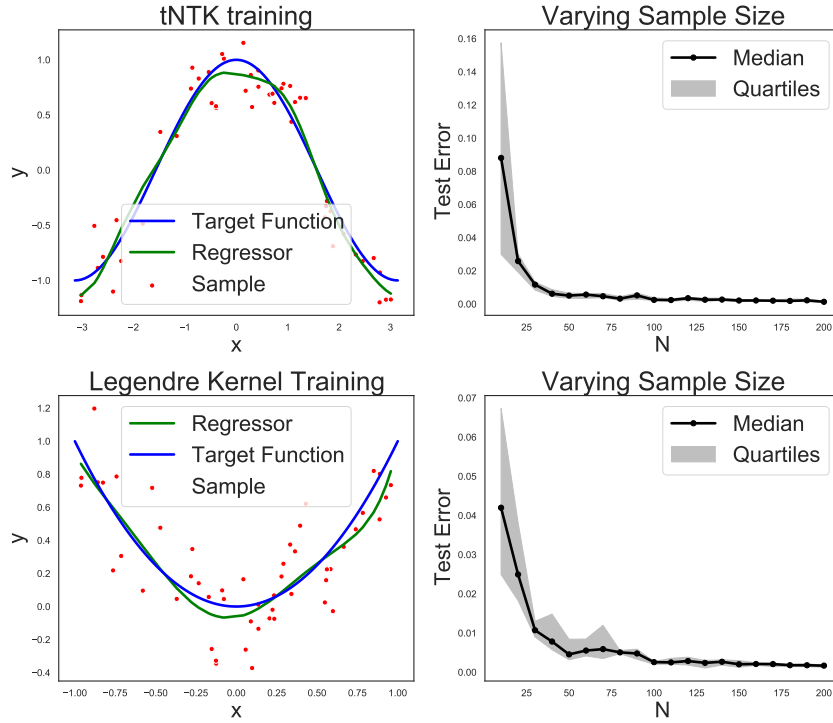 tNTK training
y
1.0
0.5
0.0
−0.5
−1.0
Target Function
Regressor
Sample
−3 −2 −1 0 1 2 3
x
Varying Sample Size
Test Error
0.16
0.14
0.12
0.10
0.08
0.06
0.04
0.02
0.00
Median
Quartiles
25 50 75 100 125 150 175 200
N
Legendre Kernel Training
y
1.2
1.0
0.8
0.6
0.4
0.2
0.0
−0.2
−0.4
Regressor
Target Function
Sample
−1.00 −0.75 −0.50 −0.25 0.00 0.25 0.50 0.75 1.00
x
Varying Sample Size
Test Error
0.07
0.06
0.05
0.04
0.03
0.02
0.01
0.00
Median
Quartiles
25 50 75 100 125 150 175 200
N